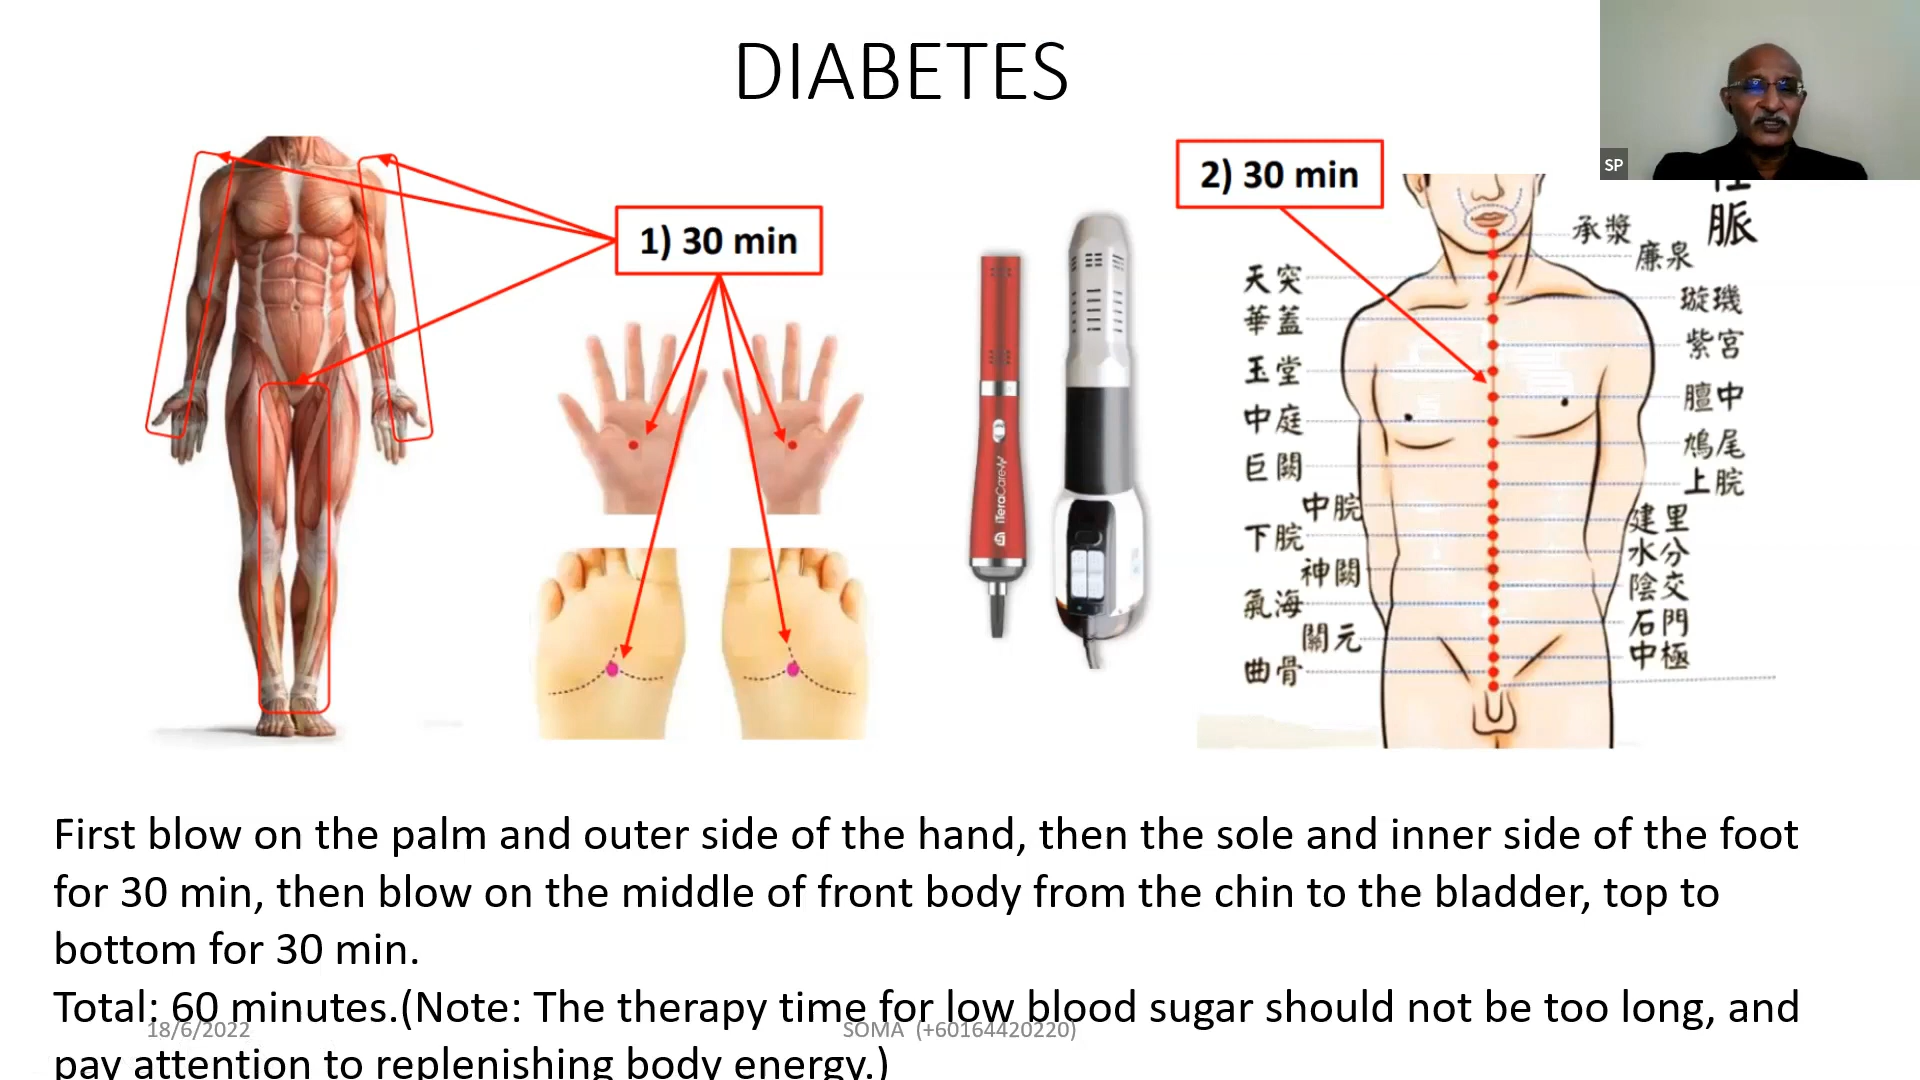 DIABETES
SP
1) 30 min
2) 30 min
脈
承漿
廉泉
天突
璇璣
華蓋
紫宮
玉堂
膻中
中庭
鳩尾
巨闕
上脘
中脘
建里
下脘
水分
神闕
陰交
氣海
石門
關元
中極
曲骨
iTeraCare
First blow on the palm and outer side of the hand, then the sole and inner side of the foot
for 30 min, then blow on the middle of front body from the chin to the bladder, top to
bottom for 30 min.
Total: 60 minutes.(Note: The therapy time for low blood sugar should not be too long, and
18/6/2022
SOMA (+60164420220)
pay attention to replenishing body energy.)